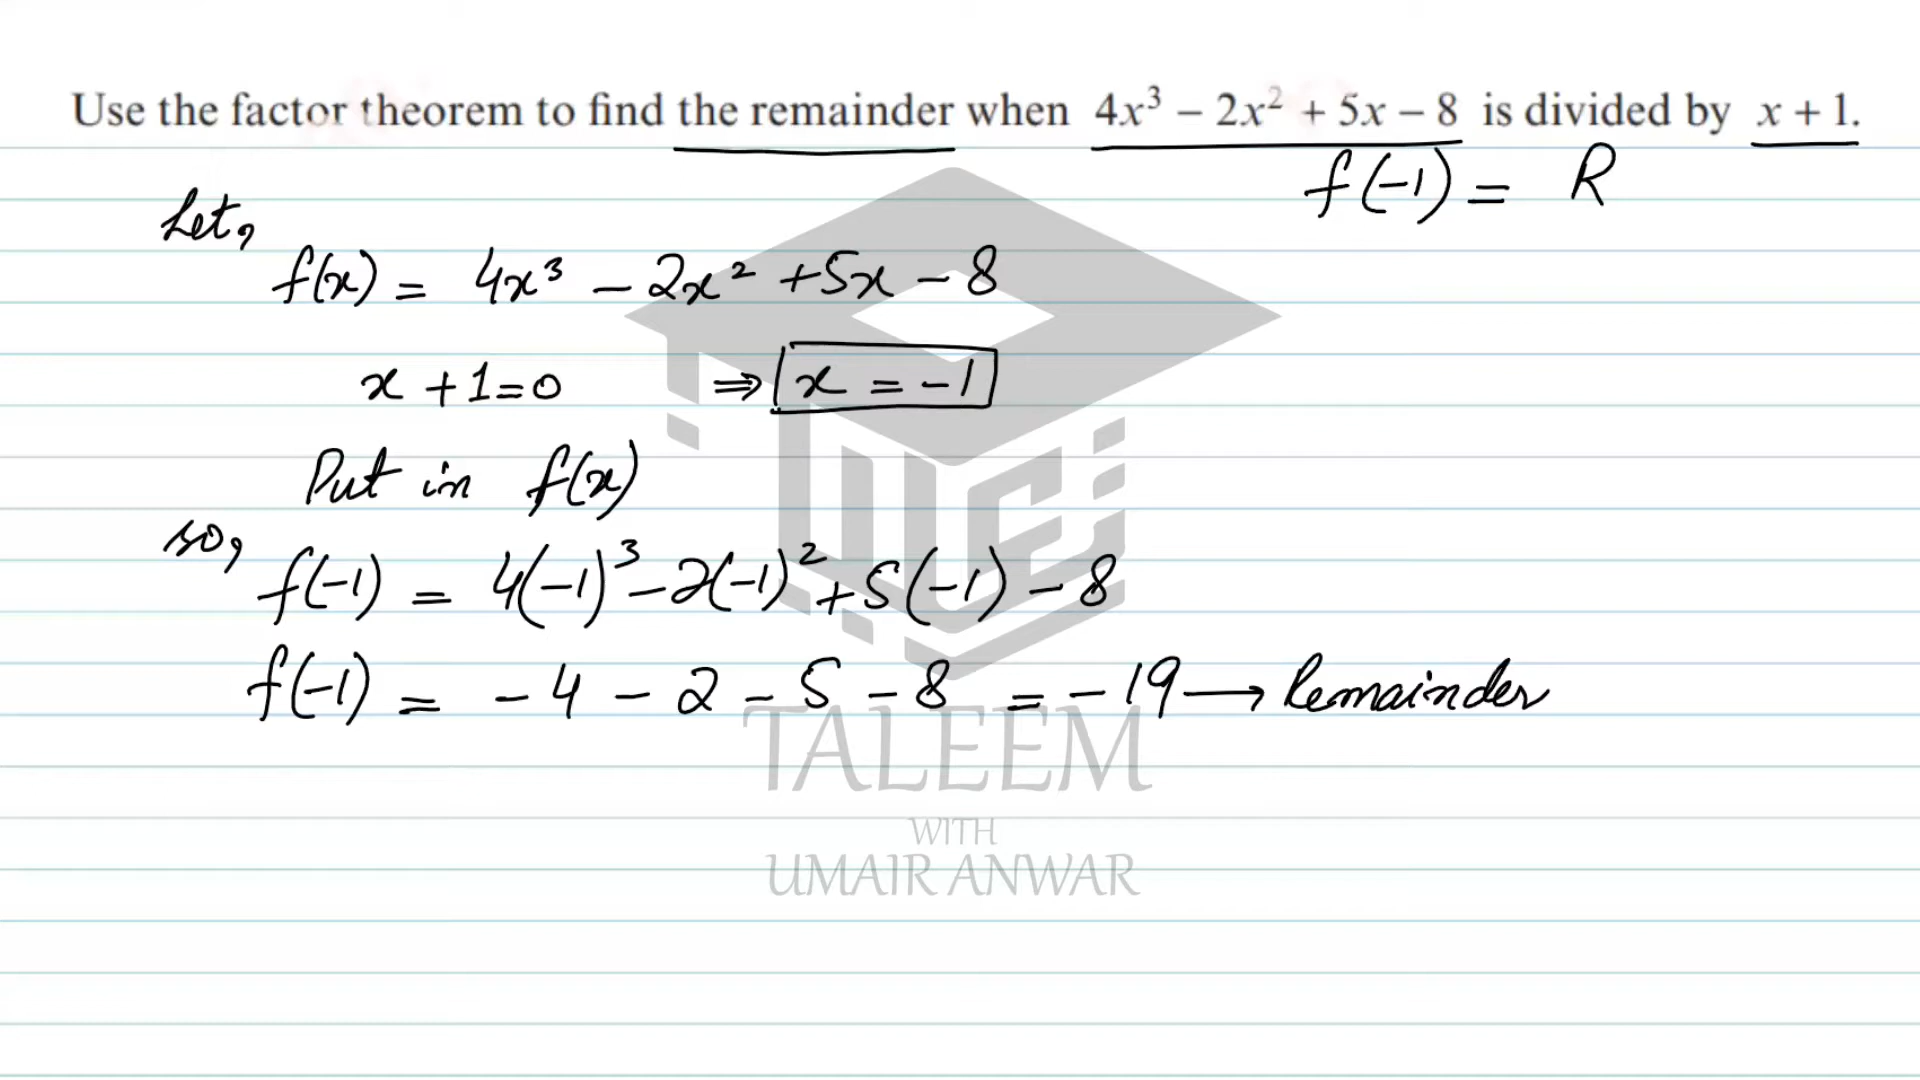 Use the factor theorem to find the remainder when 4x³ − 2x² + 5x − 8 is divided by x + 1.
f(-1) = R
Let,
f(x) = 4x³ − 2x² + 5x − 8
x + 1 = 0 ⇒ x = -1
Put in f(x)
so,
f(-1) = 4(-1)³ − 2(-1)² + 5(-1) − 8
f(-1) = -4 - 2 - 5 - 8 = -19 → Remainder
TALEEM
WITH
UMAIR ANWAR